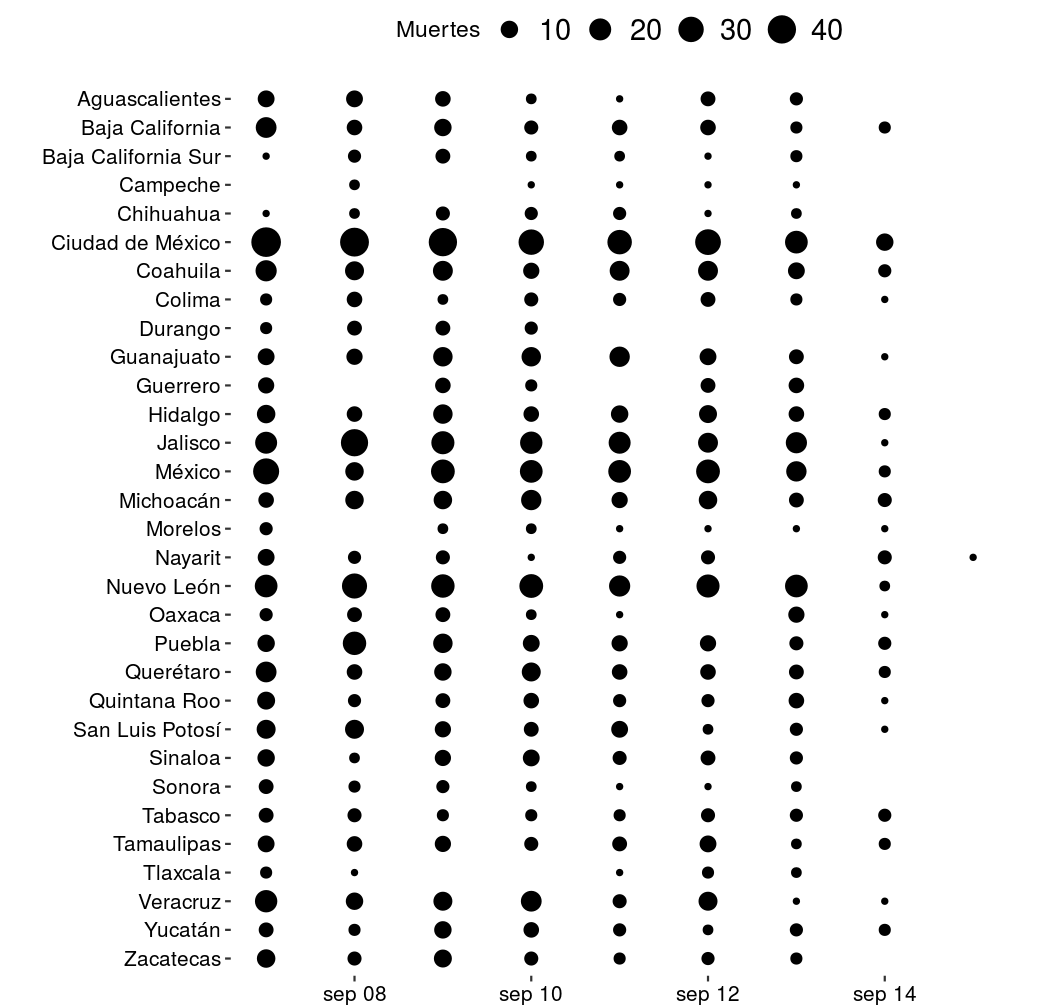 Muertes 10 20 30 40
Aguascalientes
Baja California
Baja California Sur
Campeche
Chihuahua
Ciudad de México
Coahuila
Colima
Durango
Guanajuato
Guerrero
Hidalgo
Jalisco
México
Michoacán
Morelos
Nayarit
Nuevo León
Oaxaca
Puebla
Querétaro
Quintana Roo
San Luis Potosí
Sinaloa
Sonora
Tabasco
Tamaulipas
Tlaxcala
Veracruz
Yucatán
Zacatecas
sep 08 sep 10 sep 12 sep 14